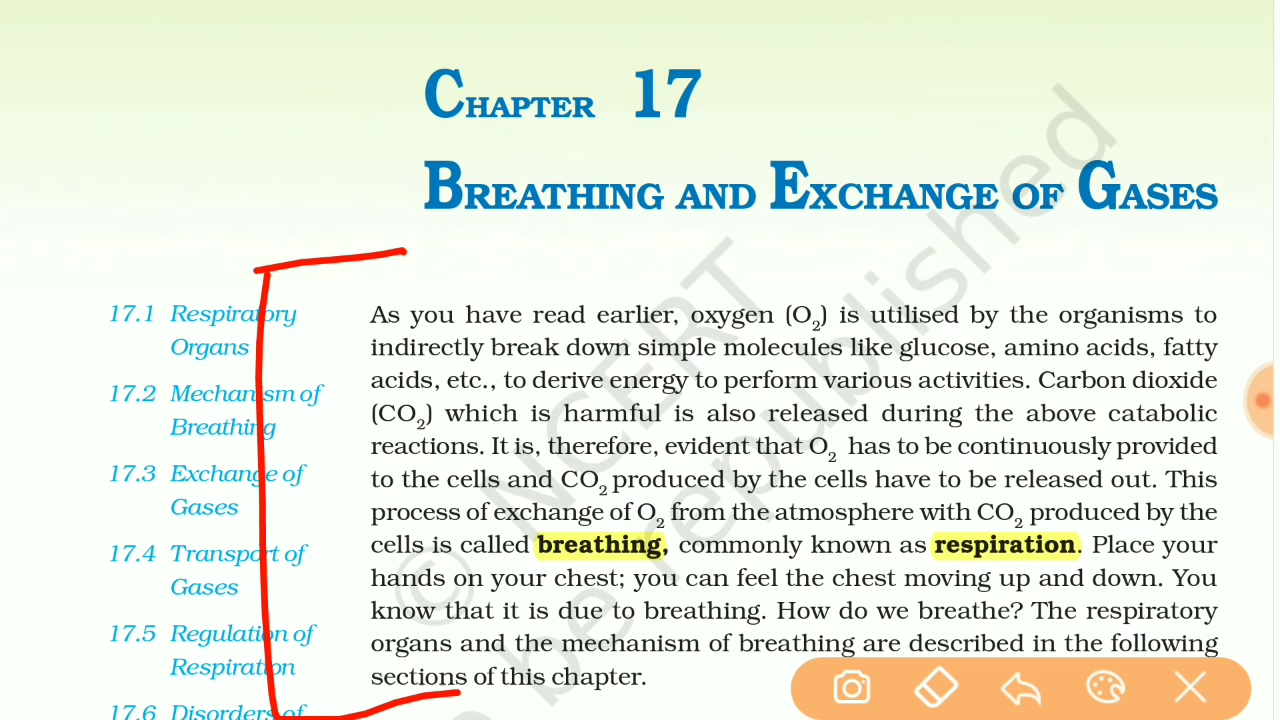 CHAPTER 17
BREATHING AND EXCHANGE OF GASES
17.1 Respiratory
Organs
17.2 Mechanism of
Breathing
17.3 Exchange of
Gases
17.4 Transport of
Gases
17.5 Regulation of
Respiration
17.6 Disorders of
As you have read earlier, oxygen (O2) is utilised by the organisms to
indirectly break down simple molecules like glucose, amino acids, fatty
acids, etc., to derive energy to perform various activities. Carbon dioxide
(CO2) which is harmful is also released during the above catabolic
reactions. It is, therefore, evident that O2 has to be continuously provided
to the cells and CO2 produced by the cells have to be released out. This
process of exchange of O2 from the atmosphere with CO2 produced by the
cells is called breathing, commonly known as respiration. Place your
hands on your chest; you can feel the chest moving up and down. You
know that it is due to breathing. How do we breathe? The respiratory
organs and the mechanism of breathing are described in the following
sections of this chapter.
© NCERT
be republished